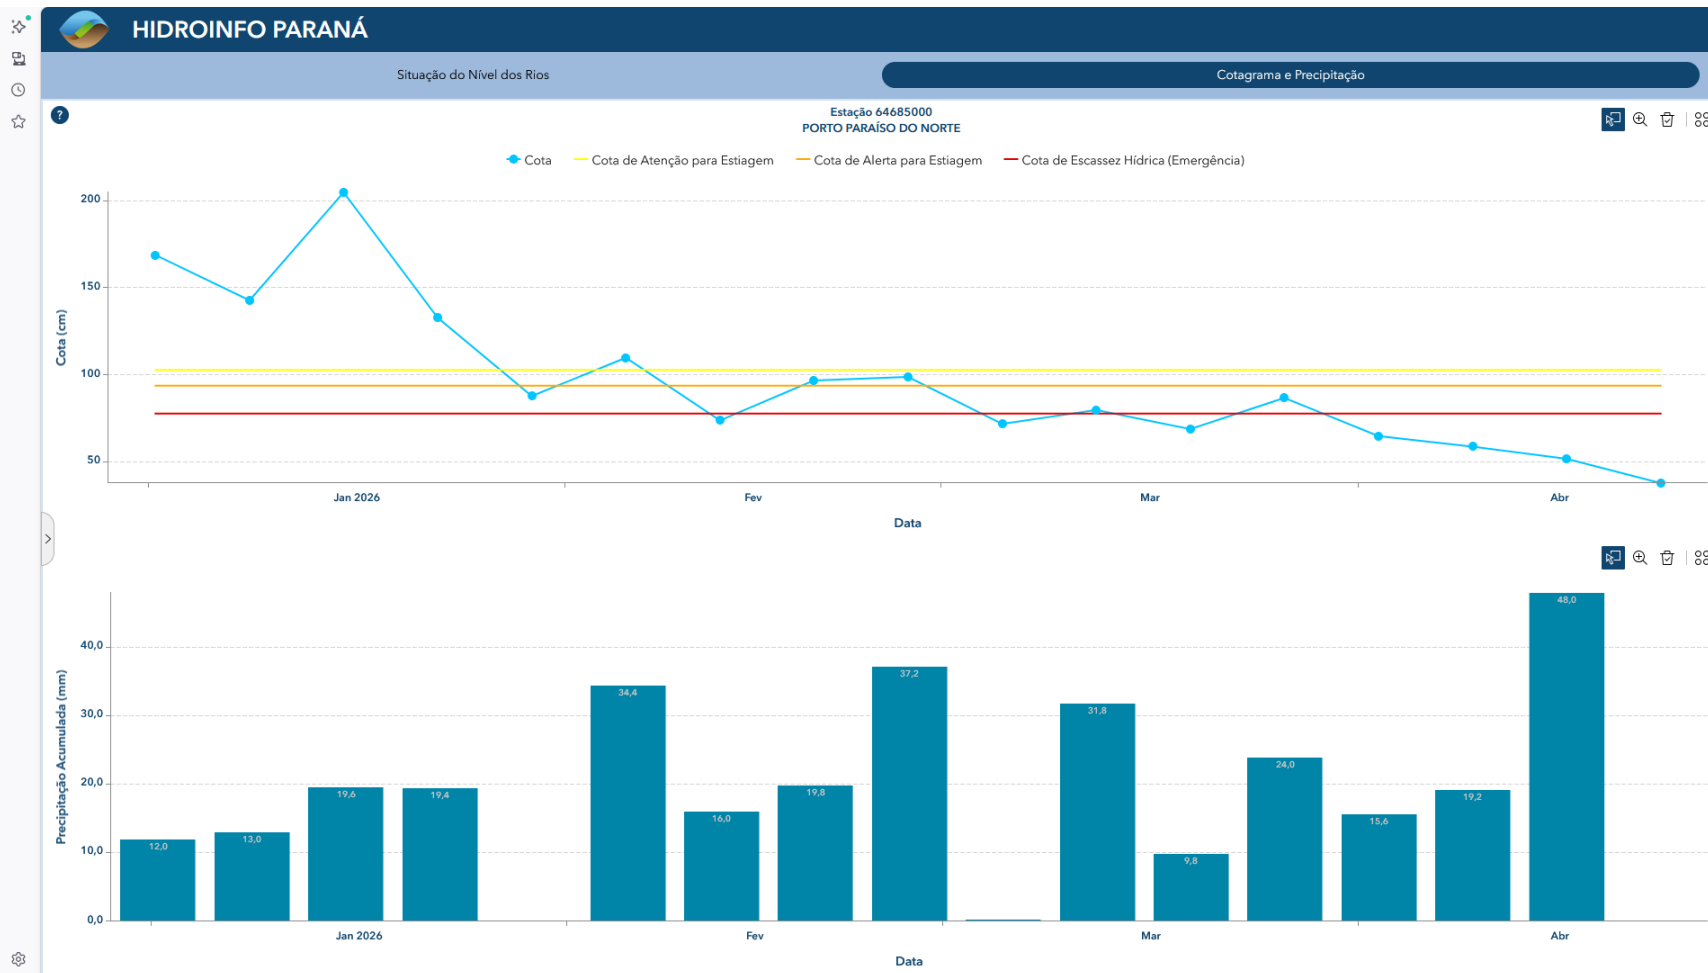 HIDROINFO PARANÁ
Situação do Nível dos Rios
Cotagrama e Precipitação
?
Estação 64685000
PORTO PARAÍSO DO NORTE
Cota
Cota de Atenção para Estiagem
Cota de Alerta para Estiagem
Cota de Escassez Hídrica (Emergência)
Cota (cm)
200
150
100
50
Jan 2026
Fev
Mar
Abr
Data
Precipitação Acumulada (mm)
40,0
30,0
20,0
10,0
0,0
12,0
13,0
19,6
19,4
34,4
16,0
19,8
37,2
31,8
9,8
24,0
15,6
19,2
48,0
Jan 2026
Fev
Mar
Abr
Data